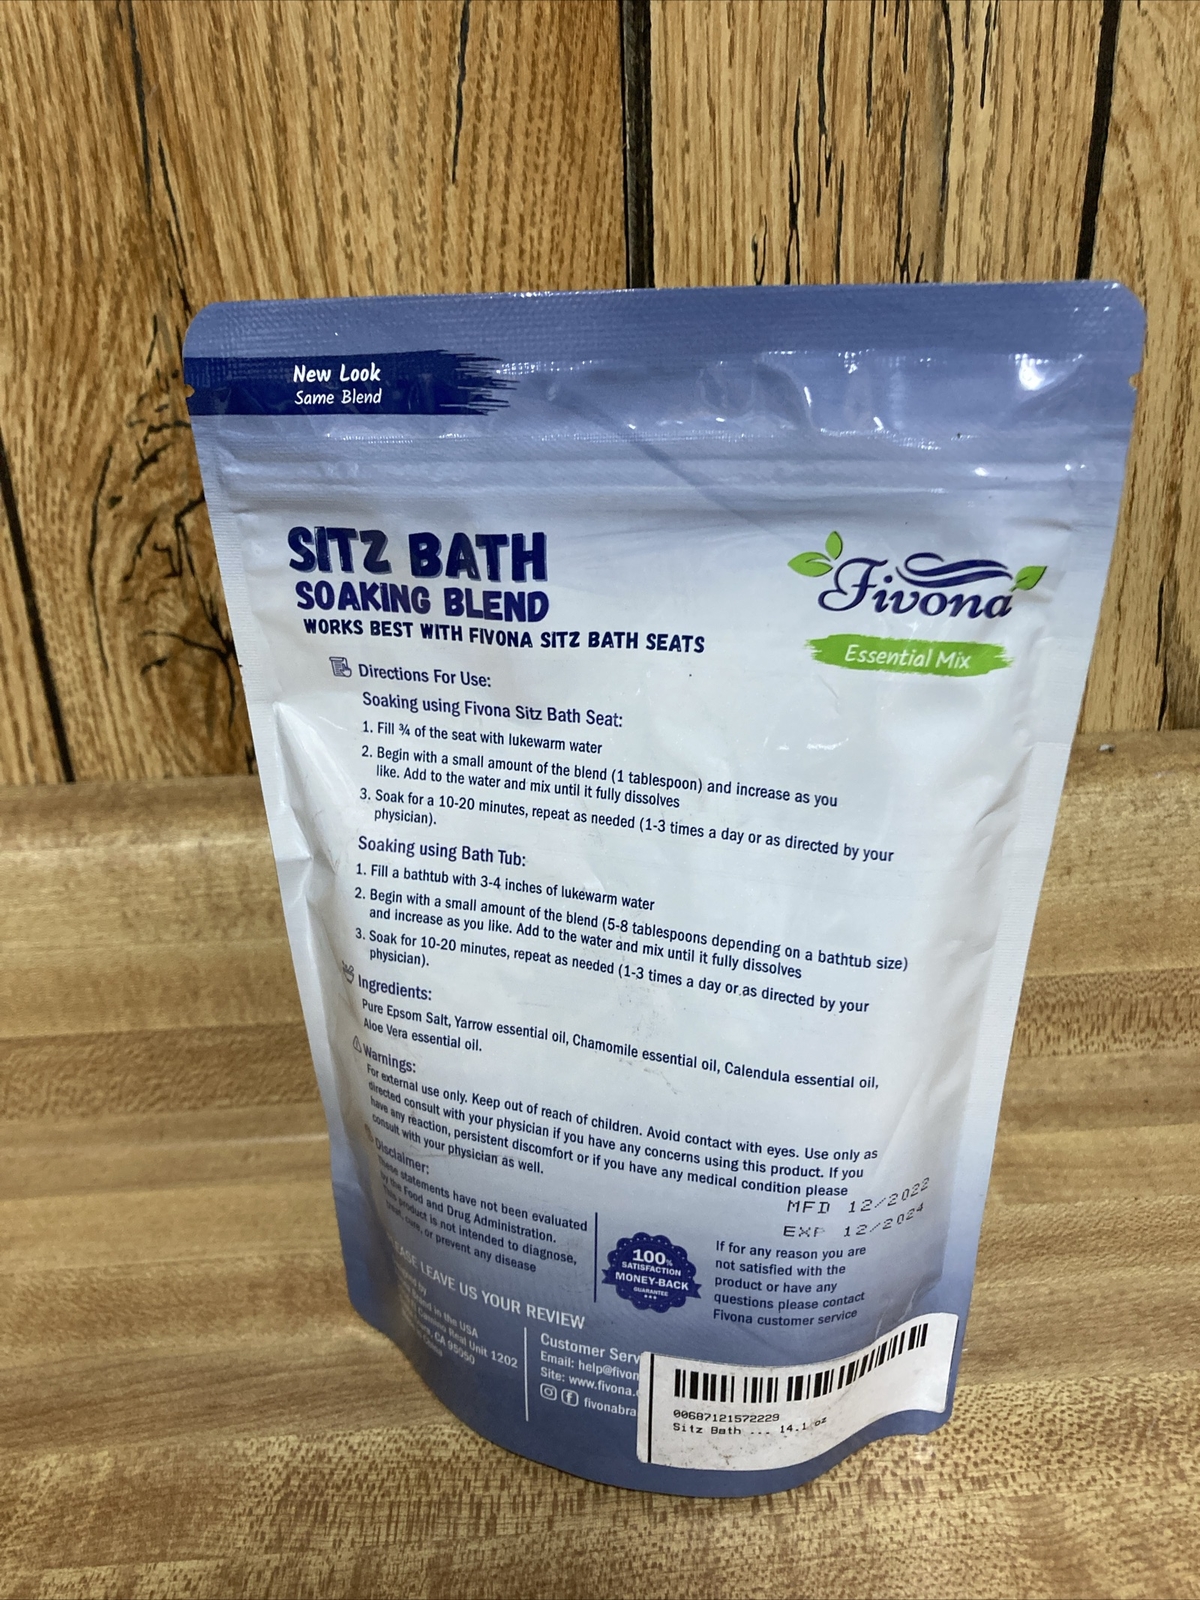 New Look
Same Blend
SITZ BATH
SOAKING BLEND
WORKS BEST WITH FIVONA SITZ BATH SEATS
Fivona
Essential Mix
Directions For Use:
Soaking using Fivona Sitz Bath Seat:
1. Fill ¾ of the seat with lukewarm water
2. Begin with a small amount of the blend (1 tablespoon) and increase as you
like. Add to the water and mix until it fully dissolves
3. Soak for a 10-20 minutes, repeat as needed (1-3 times a day or as directed by your
physician).
Soaking using Bath Tub:
1. Fill a bathtub with 3-4 inches of lukewarm water
2. Begin with a small amount of the blend (5-8 tablespoons depending on a bathtub size)
and increase as you like. Add to the water and mix until it fully dissolves
3. Soak for 10-20 minutes, repeat as needed (1-3 times a day or as directed by your
physician).
Ingredients:
Pure Epsom Salt, Yarrow essential oil, Chamomile essential oil, Calendula essential oil,
Aloe Vera essential oil.
Warnings:
For external use only. Keep out of reach of children. Avoid contact with eyes. Use only as
directed consult with your physician if you have any concerns using this product. If you
have any reaction, persistent discomfort or if you have any medical condition please
consult with your physician as well.
Disclaimer:
These statements have not been evaluated
by the Food and Drug Administration.
This product is not intended to diagnose,
treat, cure, or prevent any disease
MFD 12/2022
EXP 12/2024
100%
SATISFACTION
MONEY-BACK
GUARANTEE
If for any reason you are
not satisfied with the
product or have any
questions please contact
Fivona customer service
PLEASE LEAVE US YOUR REVIEW
by
in the USA
Camino Real Unit 1202
CA 95050
Customer Serv
Email: help@fivon
Site: www.fivona.
fivonabra
00687121572229
Sitz Bath ... 14.1 oz